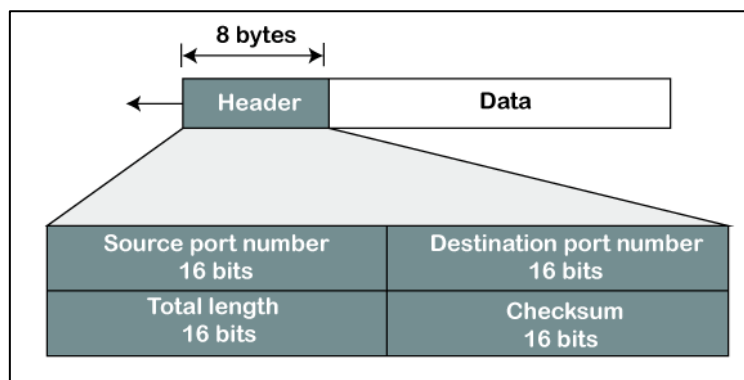 8 bytes
Header
Data
Source port number
16 bits
Destination port number
16 bits
Total length
16 bits
Checksum
16 bits